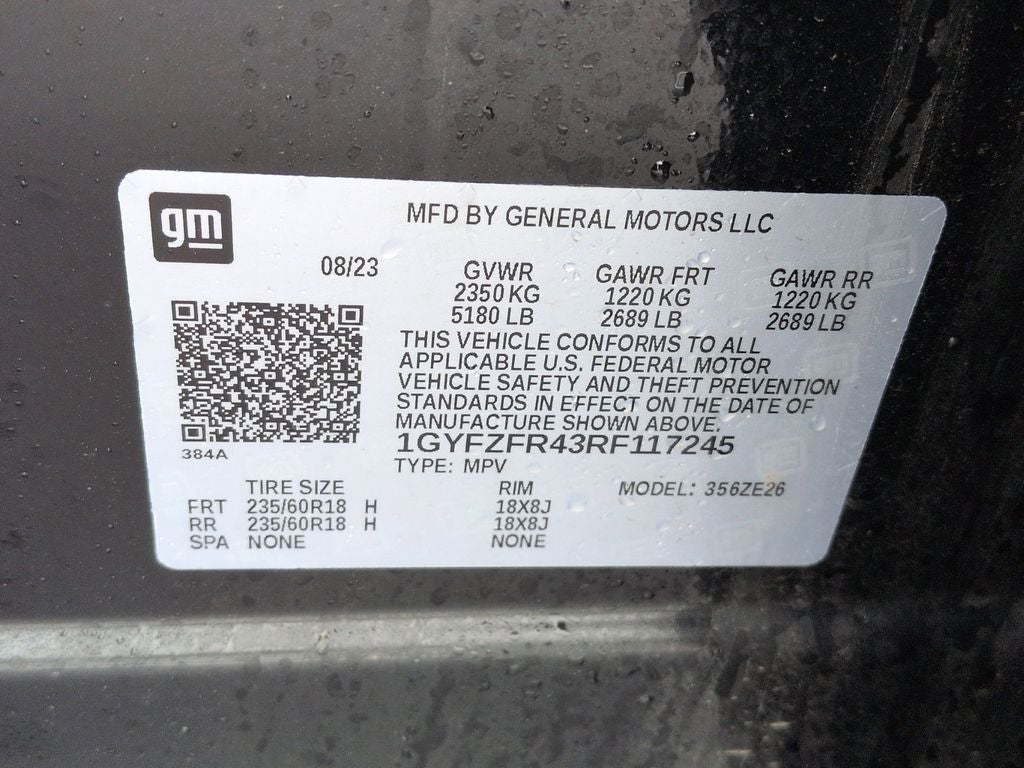 gm
MFD BY GENERAL MOTORS LLC
08/23 GVWR GAWR FRT GAWR RR
2350 KG 1220 KG 1220 KG
5180 LB 2689 LB 2689 LB
THIS VEHICLE CONFORMS TO ALL
APPLICABLE U.S. FEDERAL MOTOR
VEHICLE SAFETY AND THEFT PREVENTION
STANDARDS IN EFFECT ON THE DATE OF
MANUFACTURE SHOWN ABOVE.
1GYFZFR43RF117245
384A
TYPE: MPV
TIRE SIZE RIM MODEL: 356ZE26
FRT 235/60R18 H 18X8J
RR 235/60R18 H 18X8J
SPA NONE NONE